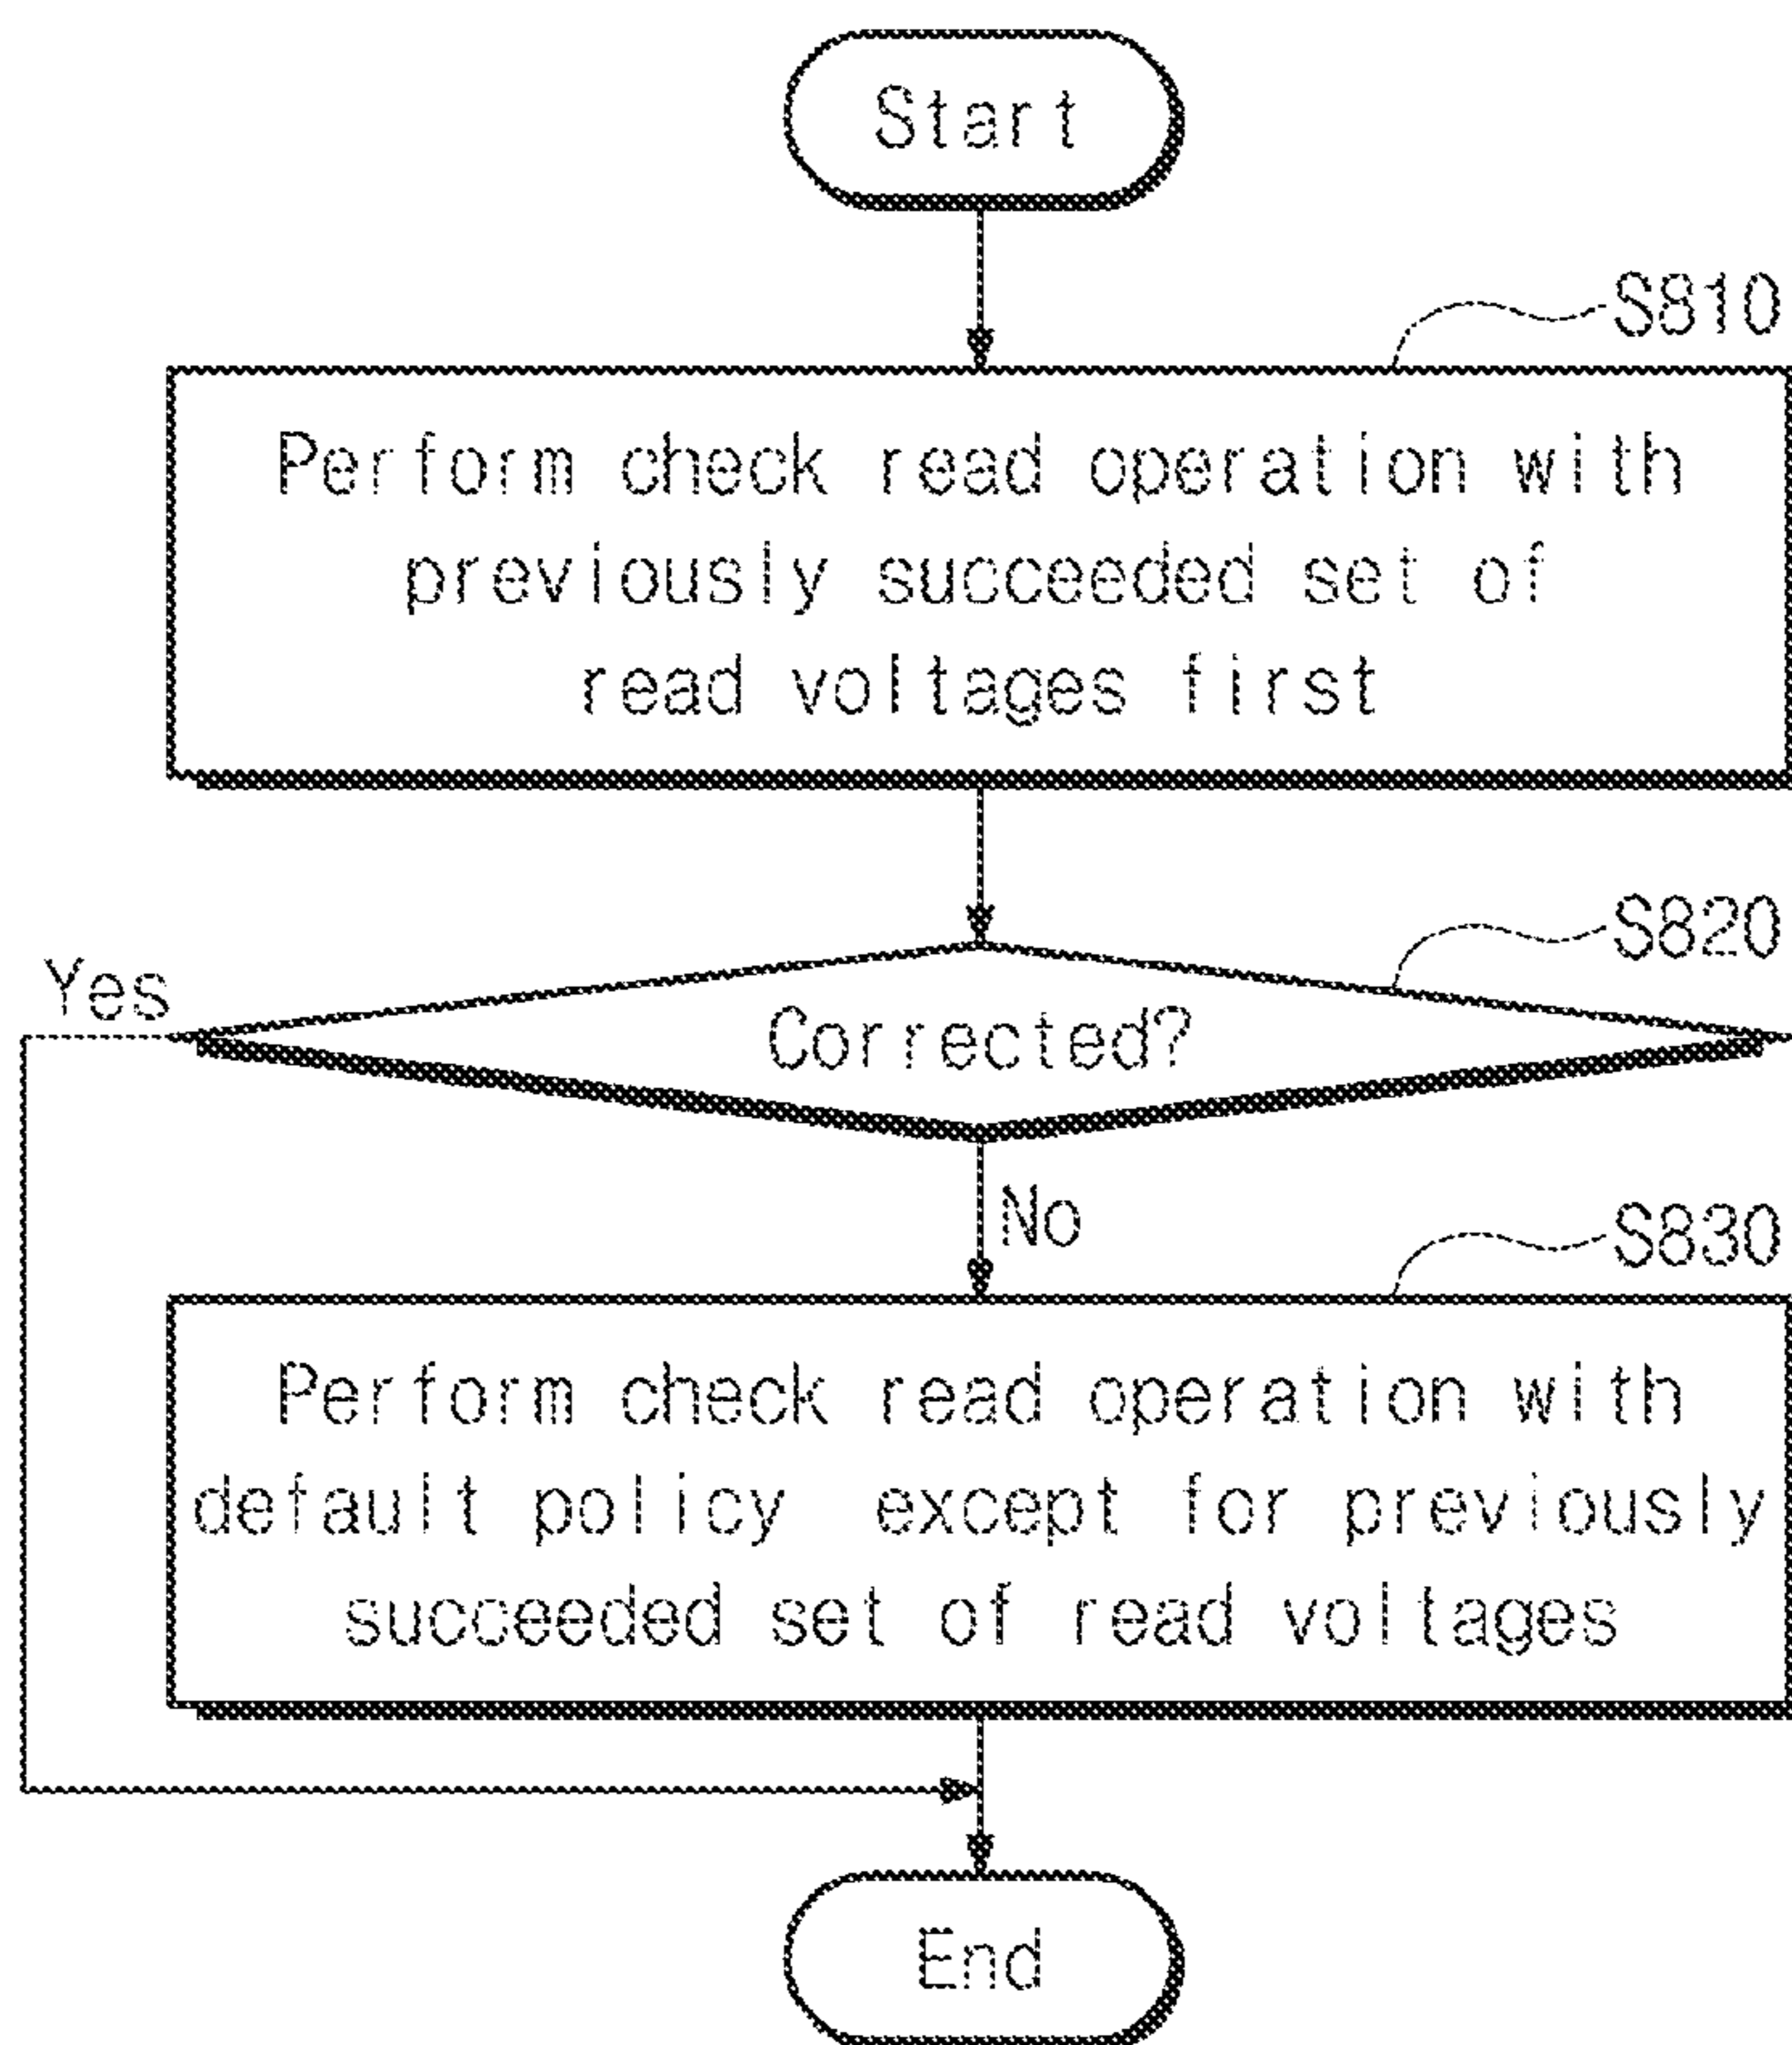 Start
S810
Perform check read operation with
previously succeeded set of
read voltages first
S820
Yes
Corrected?
No
S830
Perform check read operation with
default policy except for previously
succeeded set of read voltages
End